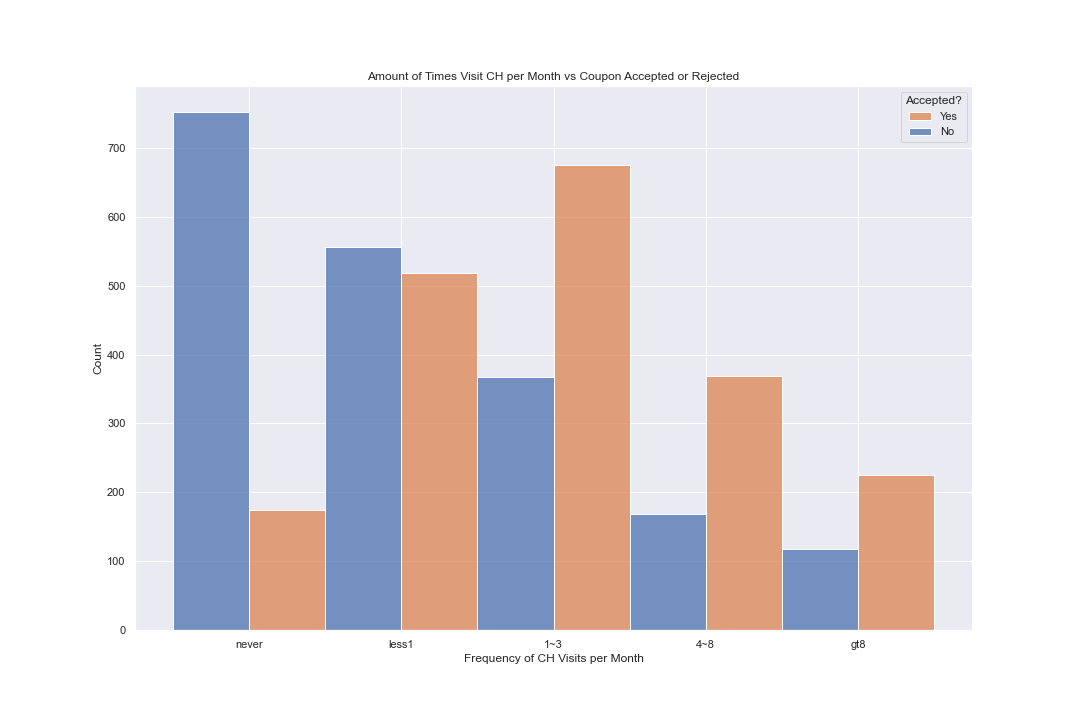 Amount of Times Visit CH per Month vs Coupon Accepted or Rejected
Accepted?
Yes
No
Count
700
600
500
400
300
200
100
0
never
less1
1~3
4~8
gt8
Frequency of CH Visits per Month